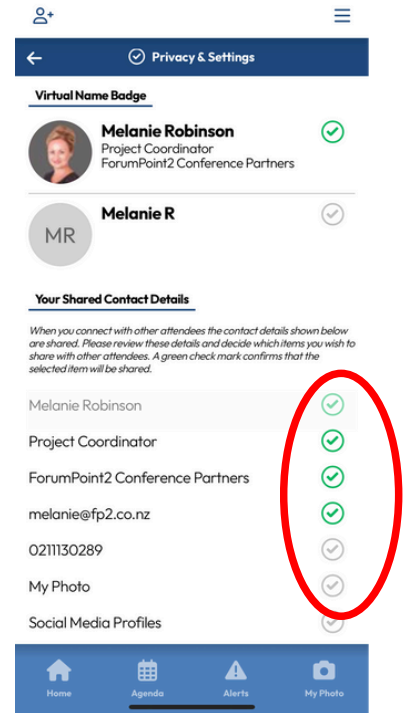 Privacy & Settings
Virtual Name Badge
Melanie Robinson
Project Coordinator
ForumPoint2 Conference Partners
MR
Melanie R
Your Shared Contact Details
When you connect with other attendees the contact details shown below
are shared. Please review these details and decide which items you wish to
share with other attendees. A green check mark confirms that the
selected item will be shared.
Melanie Robinson
Project Coordinator
ForumPoint2 Conference Partners
melanie@fp2.co.nz
0211130289
My Photo
Social Media Profiles
Home Agenda Alerts My Photo